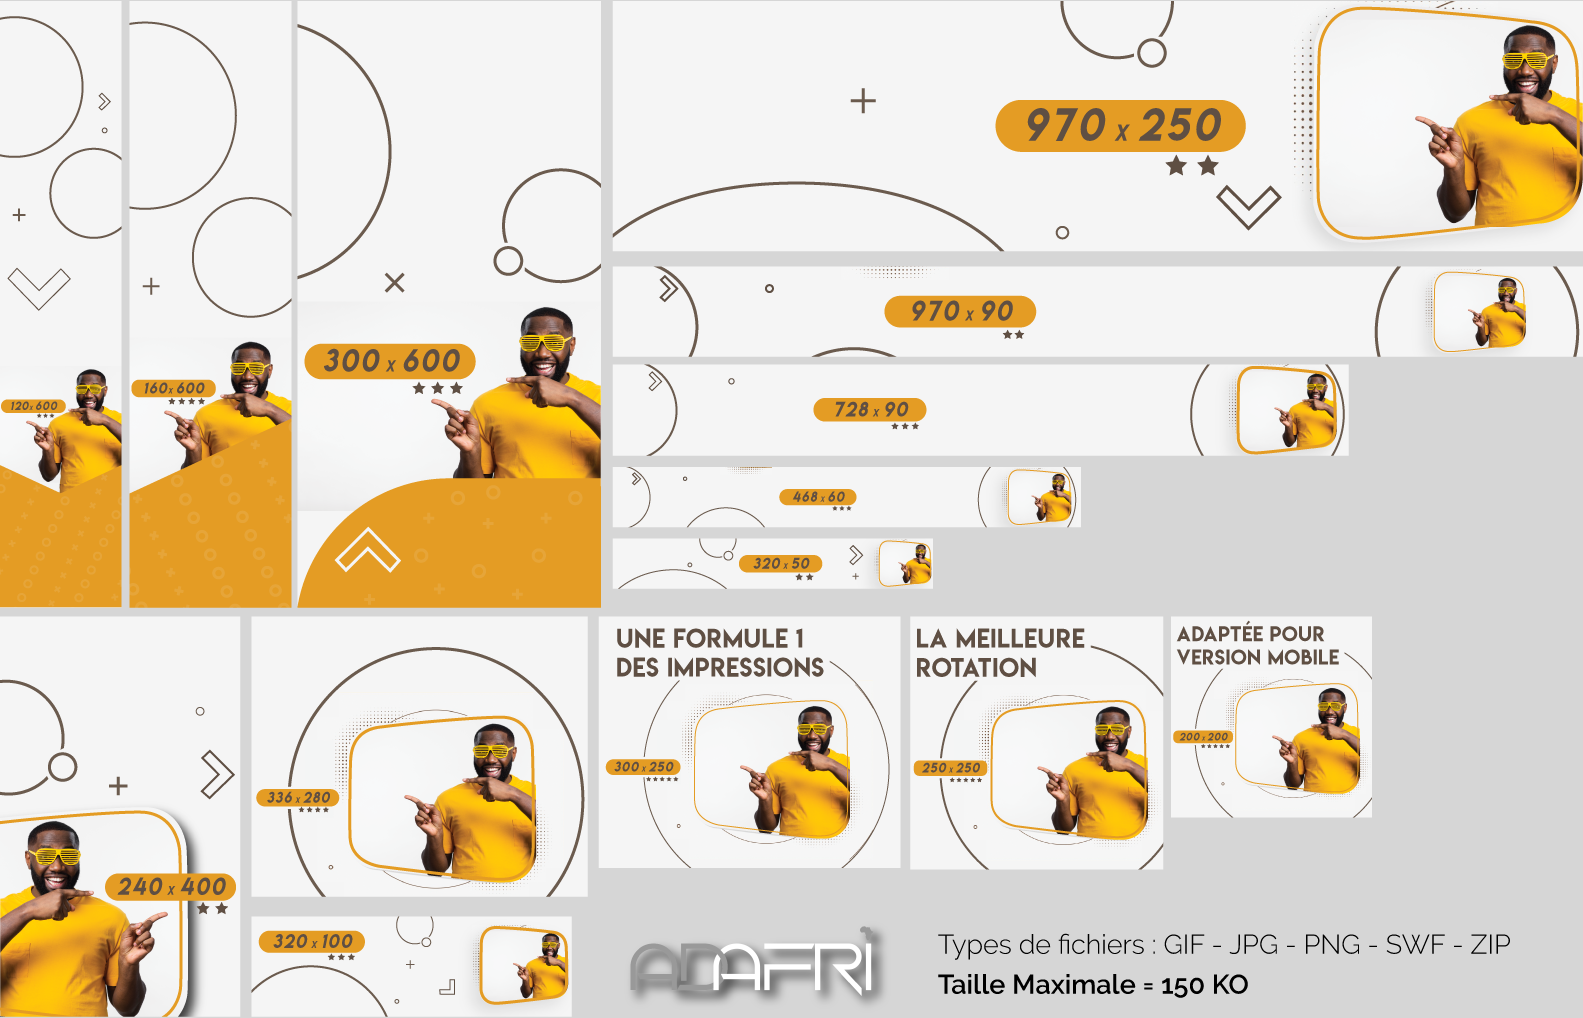 970 x 250
970 x 90
728 x 90
468 x 60
320 x 50
120 x 600
160 x 600
300 x 600
UNE FORMULE 1
DES IMPRESSIONS
LA MEILLEURE
ROTATION
ADAPTÉE POUR
VERSION MOBILE
240 x 400
336 x 280
300 x 250
250 x 250
200 x 200
320 x 100
ADAFRI
Types de fichiers : GIF - JPG - PNG - SWF - ZIP
Taille Maximale = 150 KO